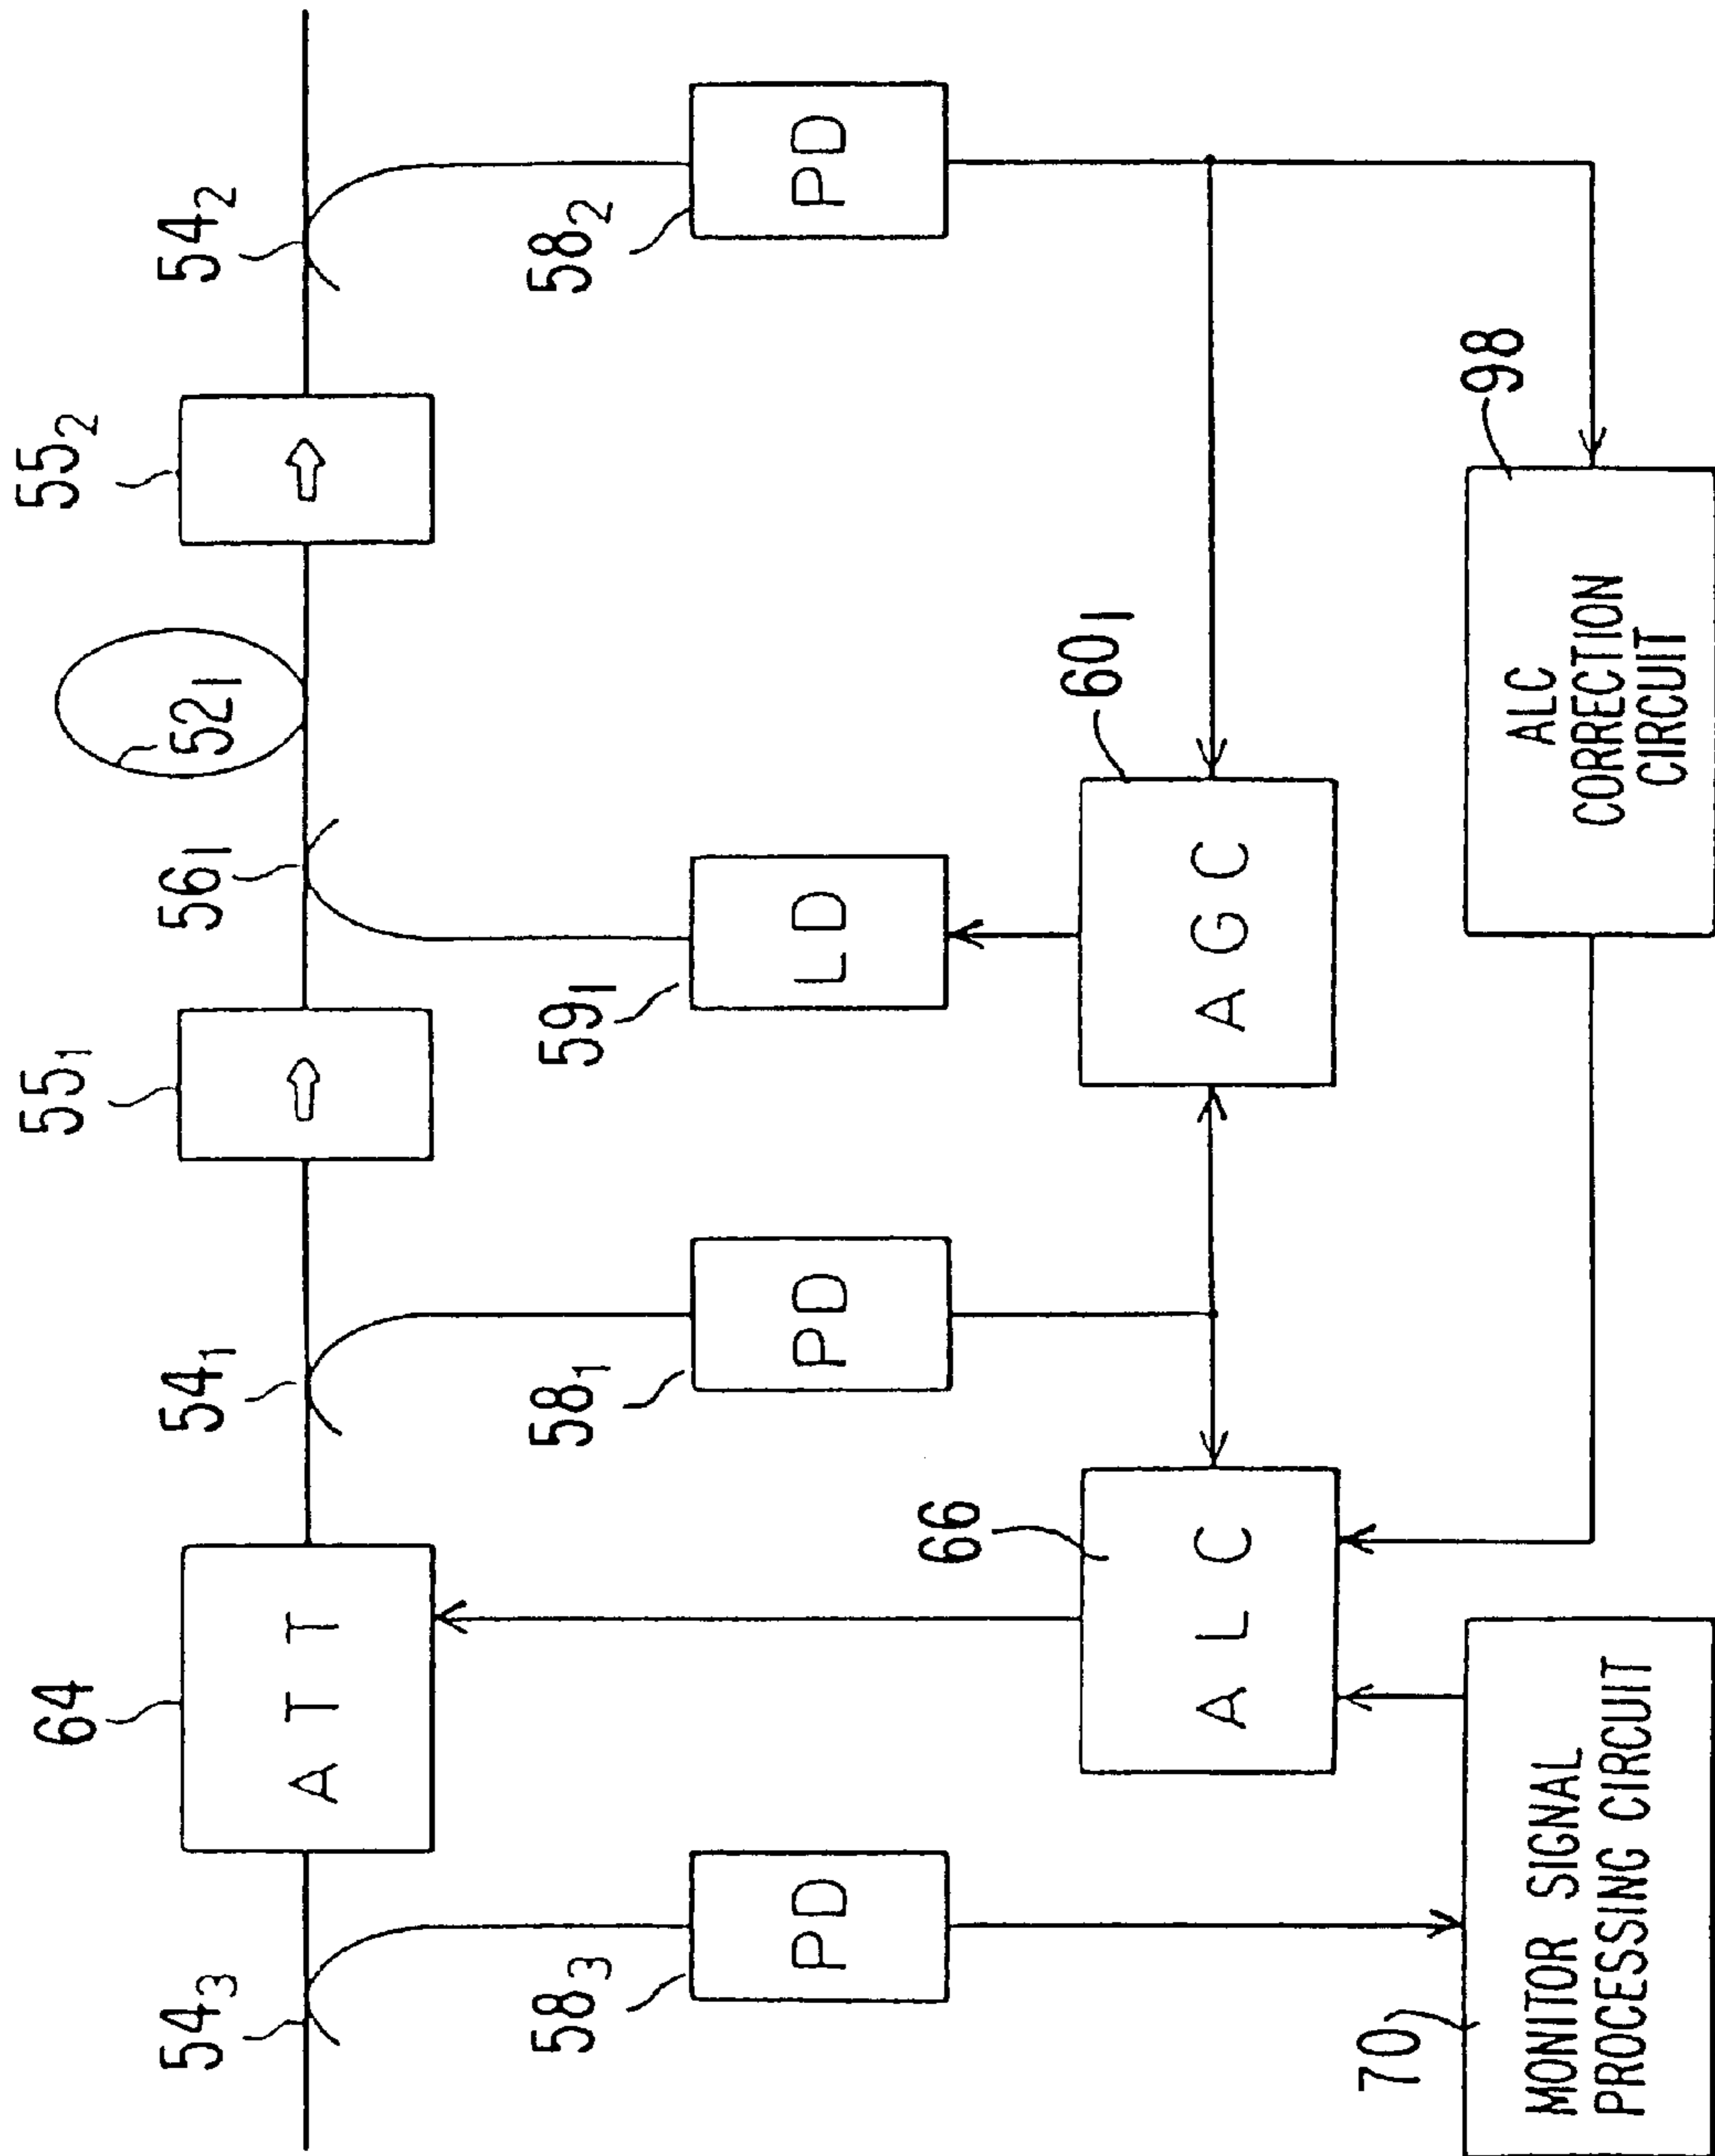 54₃
64
ATT
54₁
55₁
56₁
52₁
55₂
54₂
58₃
PD
58₁
PD
59₁
LD
58₂
PD
66
ALC
60₁
AGC
70
MONITOR SIGNAL
PROCESSING CIRCUIT
98
ALC
CORRECTION
CIRCUIT